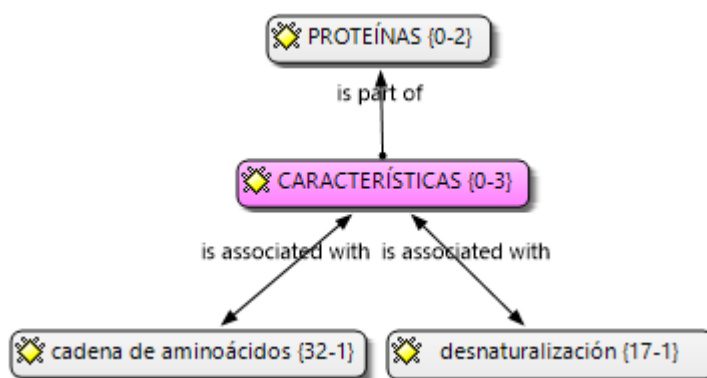 PROTEÍNAS {0-2}
is part of
CARACTERÍSTICAS {0-3}
is associated with is associated with
cadena de aminoácidos {32-1} desnaturalización {17-1}